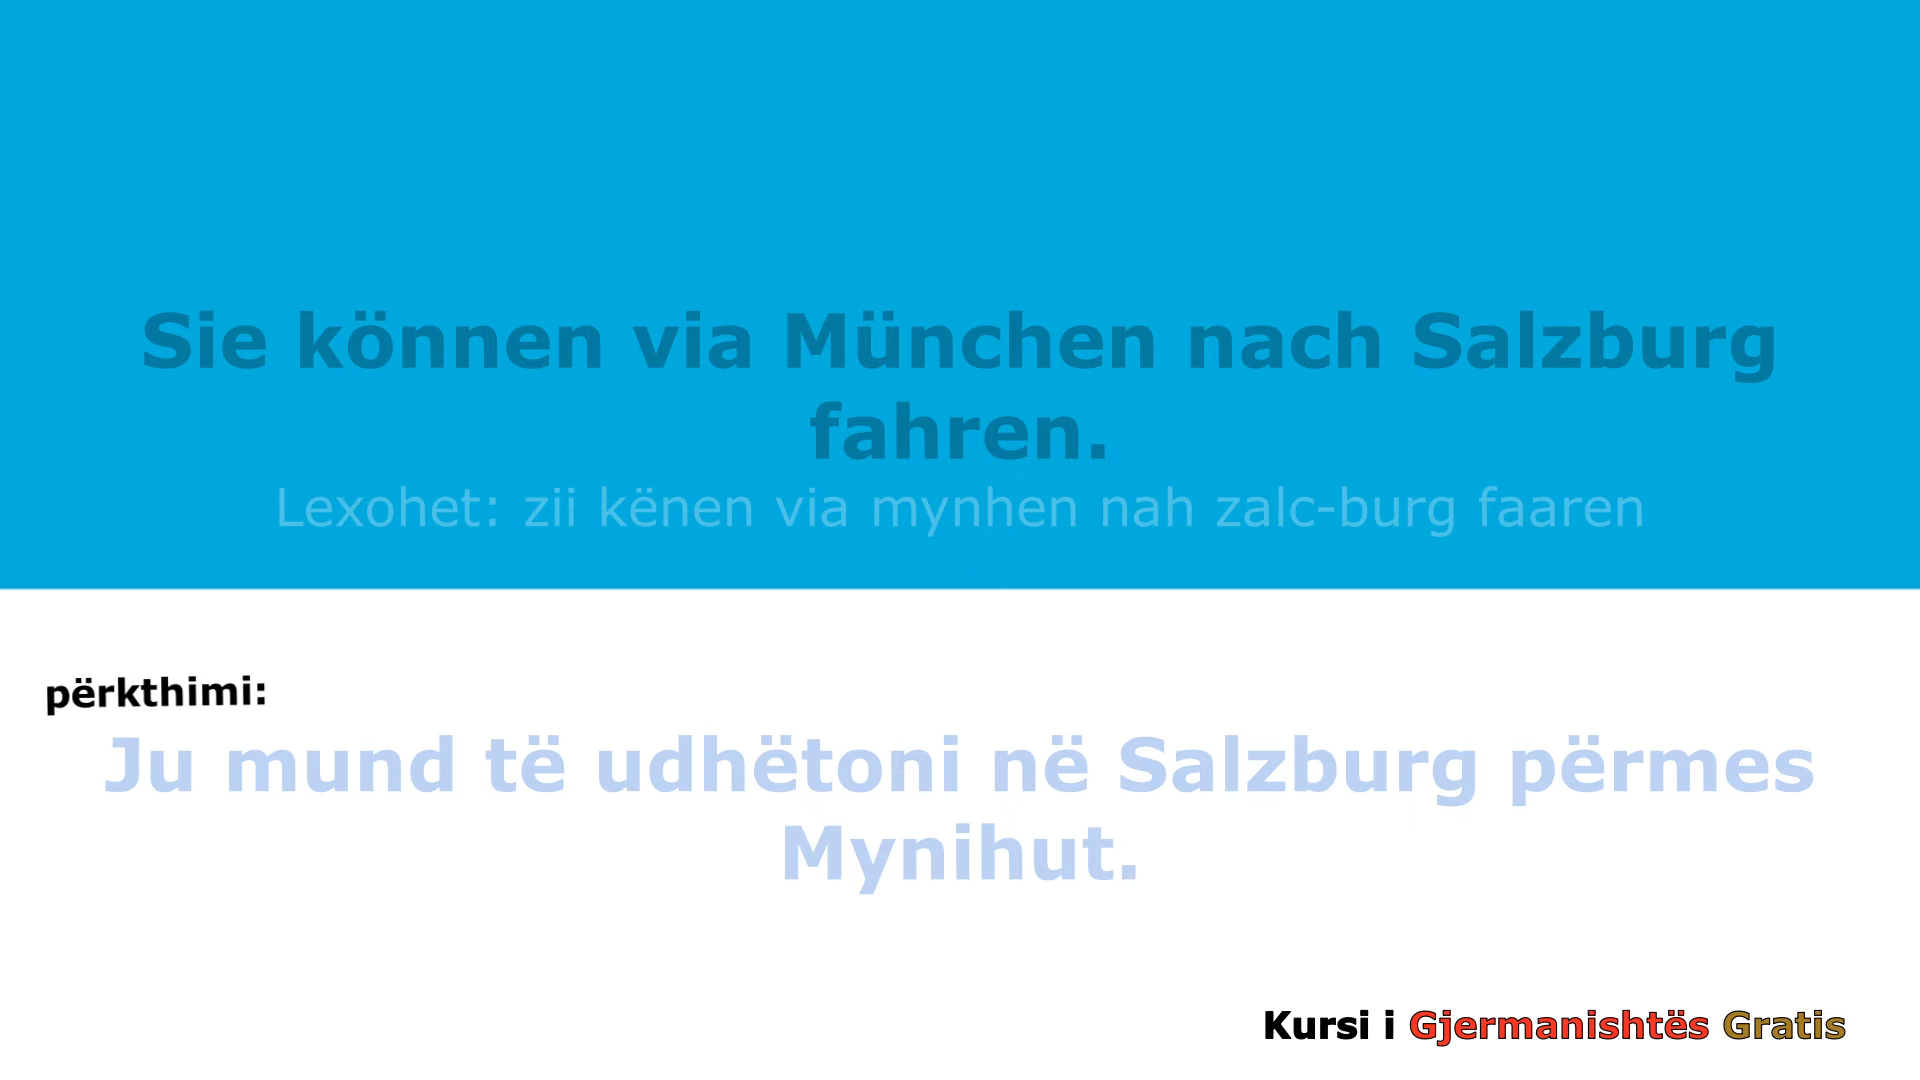 Sie können via München nach Salzburg
fahren.
Lexohet: zii kënen via mynhen nah zalc-burg faaren
përkthimi:
Ju mund të udhëtoni në Salzburg përmes
Mynihut.
Kursi i Gjermanishtës Gratis